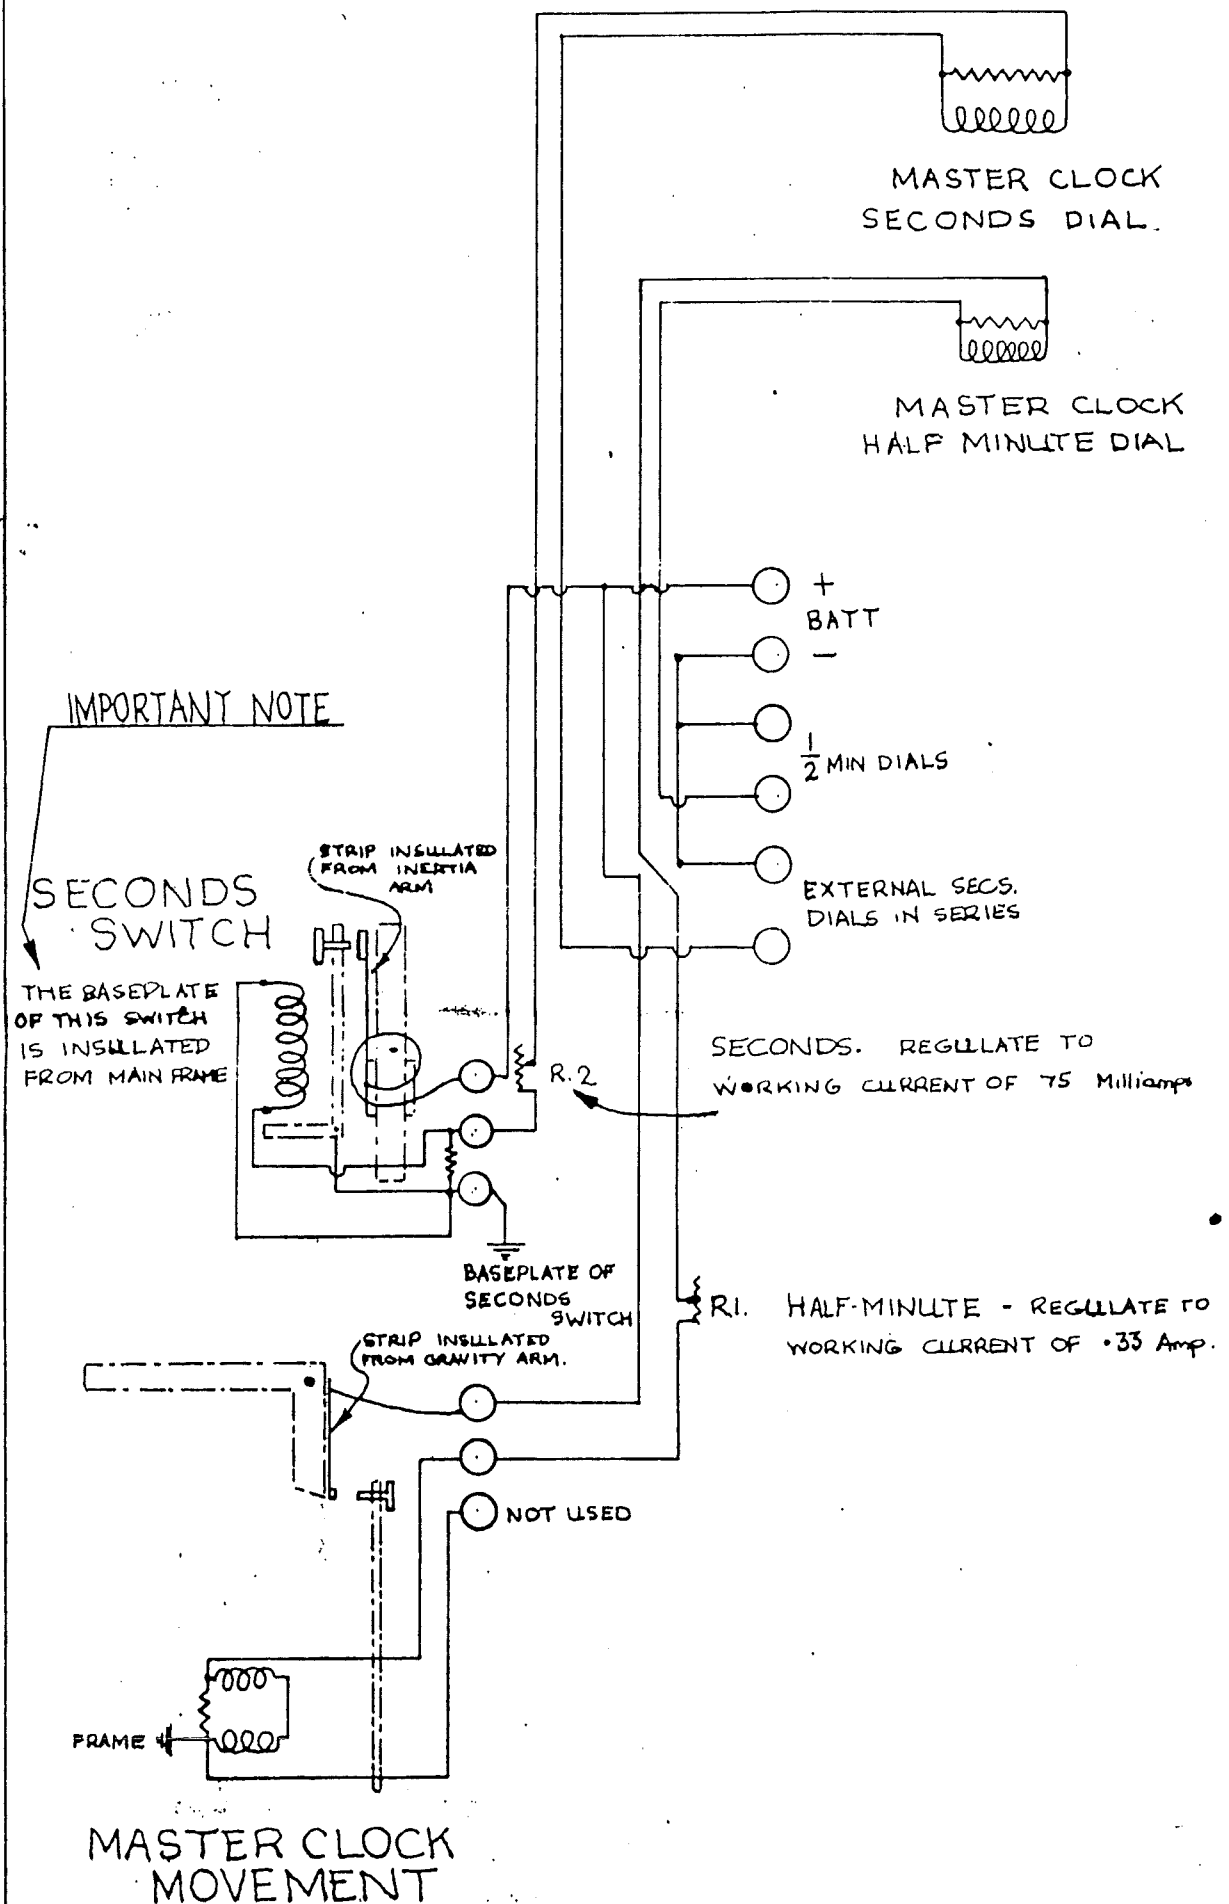 MASTER CLOCK
SECONDS DIAL.
MASTER CLOCK
HALF MINUTE DIAL
+
BATT
−
1/2 MIN DIALS
IMPORTANT NOTE
STRIP INSULATED
FROM INERTIA
ARM
SECONDS
SWITCH
EXTERNAL SECS.
DIALS IN SERIES
THE BASEPLATE
OF THIS SWITCH
IS INSULATED
FROM MAIN FRAME
R.2
SECONDS. REGULATE TO
WORKING CURRENT OF 75 Milliamps
BASEPLATE OF
SECONDS
SWITCH
R1. HALF-MINUTE - REGULATE TO
WORKING CURRENT OF .33 Amp.
STRIP INSULATED
FROM GRAVITY ARM.
NOT USED
FRAME
MASTER CLOCK
MOVEMENT